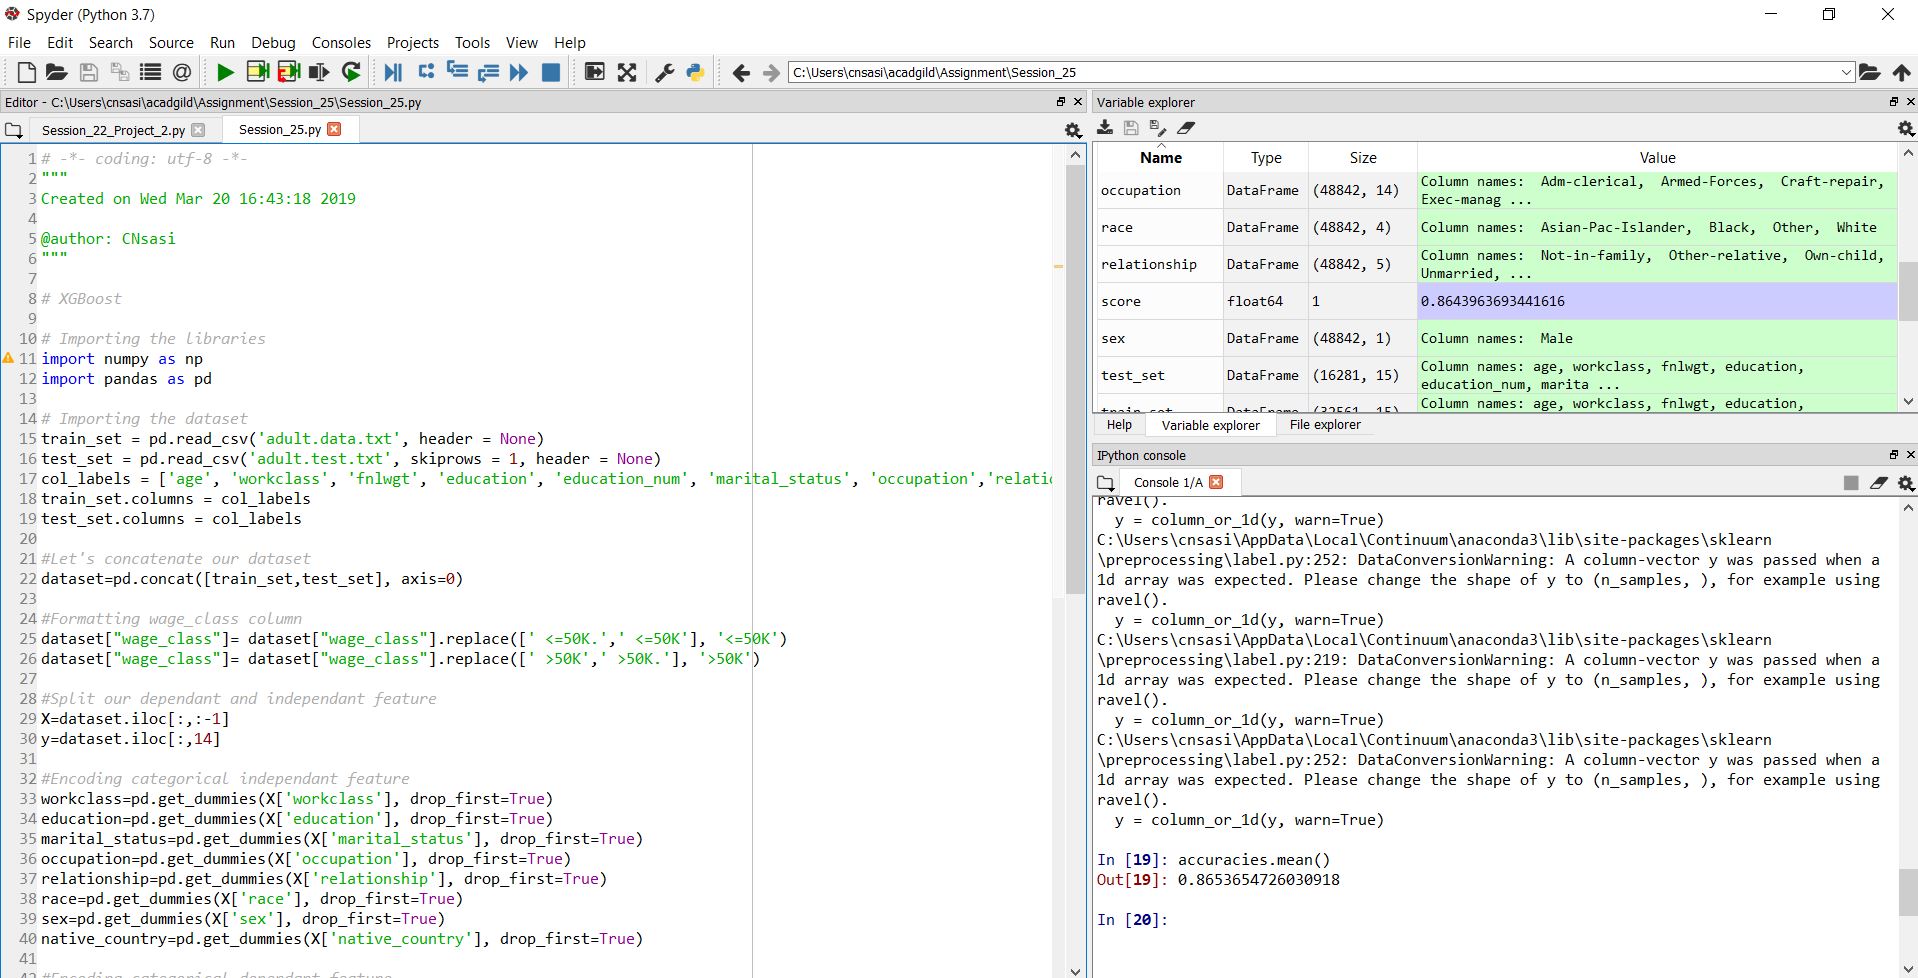 Spyder (Python 3.7)
File Edit Search Source Run Debug Consoles Projects Tools View Help
C:\Users\cnsasi\acadgild\Assignment\Session_25
Editor - C:\Users\cnsasi\acadgild\Assignment\Session_25\Session_25.py
Session_22_Project_2.py Session_25.py
1 # -*- coding: utf-8 -*-
2 """
3 Created on Wed Mar 20 16:43:18 2019
4
5 @author: CNsasi
6 """
7
8 # XGBoost
9
10 # Importing the libraries
11 import numpy as np
12 import pandas as pd
13
14 # Importing the dataset
15 train_set = pd.read_csv('adult.data.txt', header = None)
16 test_set = pd.read_csv('adult.test.txt', skiprows = 1, header = None)
17 col_labels = ['age', 'workclass', 'fnlwgt', 'education', 'education_num', 'marital_status', 'occupation','relati
18 train_set.columns = col_labels
19 test_set.columns = col_labels
20
21 #Let's concatenate our dataset
22 dataset=pd.concat([train_set,test_set], axis=0)
23
24 #Formatting wage_class column
25 dataset["wage_class"]= dataset["wage_class"].replace([' <=50K.',' <=50K'], '<=50K')
26 dataset["wage_class"]= dataset["wage_class"].replace([' >50K',' >50K.'], '>50K')
27
28 #Split our dependant and independant feature
29 X=dataset.iloc[:,:-1]
30 y=dataset.iloc[:,14]
31
32 #Encoding categorical independant feature
33 workclass=pd.get_dummies(X['workclass'], drop_first=True)
34 education=pd.get_dummies(X['education'], drop_first=True)
35 marital_status=pd.get_dummies(X['marital_status'], drop_first=True)
36 occupation=pd.get_dummies(X['occupation'], drop_first=True)
37 relationship=pd.get_dummies(X['relationship'], drop_first=True)
38 race=pd.get_dummies(X['race'], drop_first=True)
39 sex=pd.get_dummies(X['sex'], drop_first=True)
40 native_country=pd.get_dummies(X['native_country'], drop_first=True)
41
42 #Encoding categorical dependant feature
Variable explorer
Name Type Size Value
occupation DataFrame (48842, 14) Column names: Adm-clerical, Armed-Forces, Craft-repair,
Exec-manag ...
race DataFrame (48842, 4) Column names: Asian-Pac-Islander, Black, Other, White
relationship DataFrame (48842, 5) Column names: Not-in-family, Other-relative, Own-child,
Unmarried, ...
score float64 1 0.8643963693441616
sex DataFrame (48842, 1) Column names: Male
test_set DataFrame (16281, 15) Column names: age, workclass, fnlwgt, education,
education_num, marita ...
train_set DataFrame (32561, 15) Column names: age, workclass, fnlwgt, education,
Help Variable explorer File explorer
IPython console
Console 1/A
ravel().
y = column_or_1d(y, warn=True)
C:\Users\cnsasi\AppData\Local\Continuum\anaconda3\lib\site-packages\sklearn
\preprocessing\label.py:252: DataConversionWarning: A column-vector y was passed when a
1d array was expected. Please change the shape of y to (n_samples, ), for example using
ravel().
y = column_or_1d(y, warn=True)
C:\Users\cnsasi\AppData\Local\Continuum\anaconda3\lib\site-packages\sklearn
\preprocessing\label.py:219: DataConversionWarning: A column-vector y was passed when a
1d array was expected. Please change the shape of y to (n_samples, ), for example using
ravel().
y = column_or_1d(y, warn=True)
C:\Users\cnsasi\AppData\Local\Continuum\anaconda3\lib\site-packages\sklearn
\preprocessing\label.py:252: DataConversionWarning: A column-vector y was passed when a
1d array was expected. Please change the shape of y to (n_samples, ), for example using
ravel().
y = column_or_1d(y, warn=True)
In [19]: accuracies.mean()
Out[19]: 0.8653654726030918
In [20]: